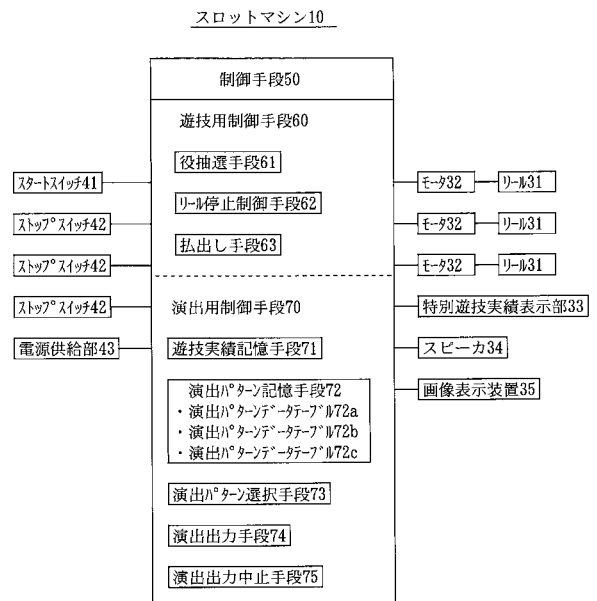 スロットマシン10
制御手段50
遊技用制御手段60
役抽選手段61
リール停止制御手段62
払出し手段63
演出用制御手段70
遊技実績記憶手段71
演出パターン記憶手段72
・演出パターンデータテーブル72a
・演出パターンデータテーブル72b
・演出パターンデータテーブル72c
演出パターン選択手段73
演出出力手段74
演出出力中止手段75
スタートスイッチ41
ストップスイッチ42
ストップスイッチ42
ストップスイッチ42
電源供給部43
モータ32 リール31
モータ32 リール31
モータ32 リール31
特別遊技実績表示部33
スピーカ34
画像表示装置35